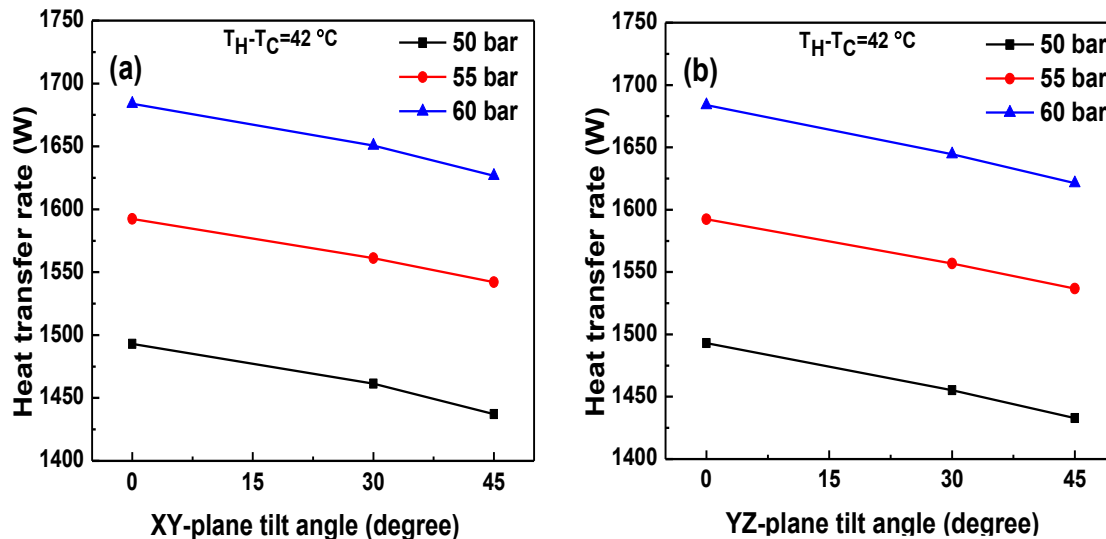 (a)
T_H-T_C=42 °C
50 bar
55 bar
60 bar
Heat transfer rate (W)
1750
1700
1650
1600
1550
1500
1450
1400
0 15 30 45
XY-plane tilt angle (degree)
(b)
T_H-T_C=42 °C
50 bar
55 bar
60 bar
Heat transfer rate (W)
1750
1700
1650
1600
1550
1500
1450
1400
0 15 30 45
YZ-plane tilt angle (degree)